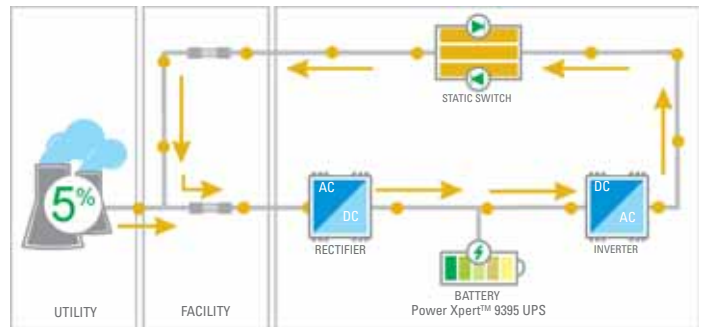 STATIC SWITCH
5%
AC
DC
RECTIFIER
DC
AC
INVERTER
BATTERY
Power Xpert™ 9395 UPS
UTILITY
FACILITY